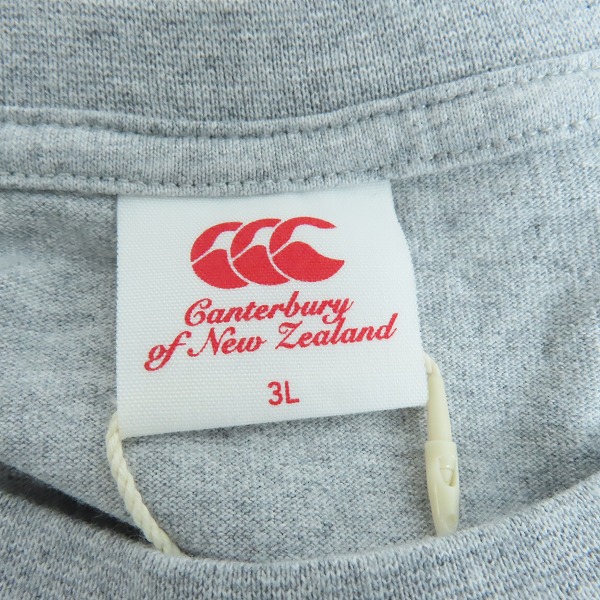 Canterbury
of New Zealand
3L